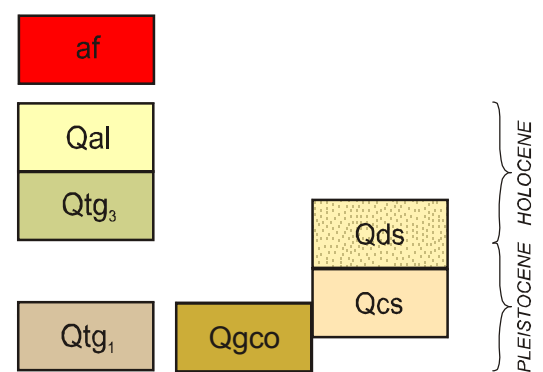 af
Qal
Qtg₃
Qds
Qcs
Qtg₁
Qgco
HOLOCENE
PLEISTOCENE